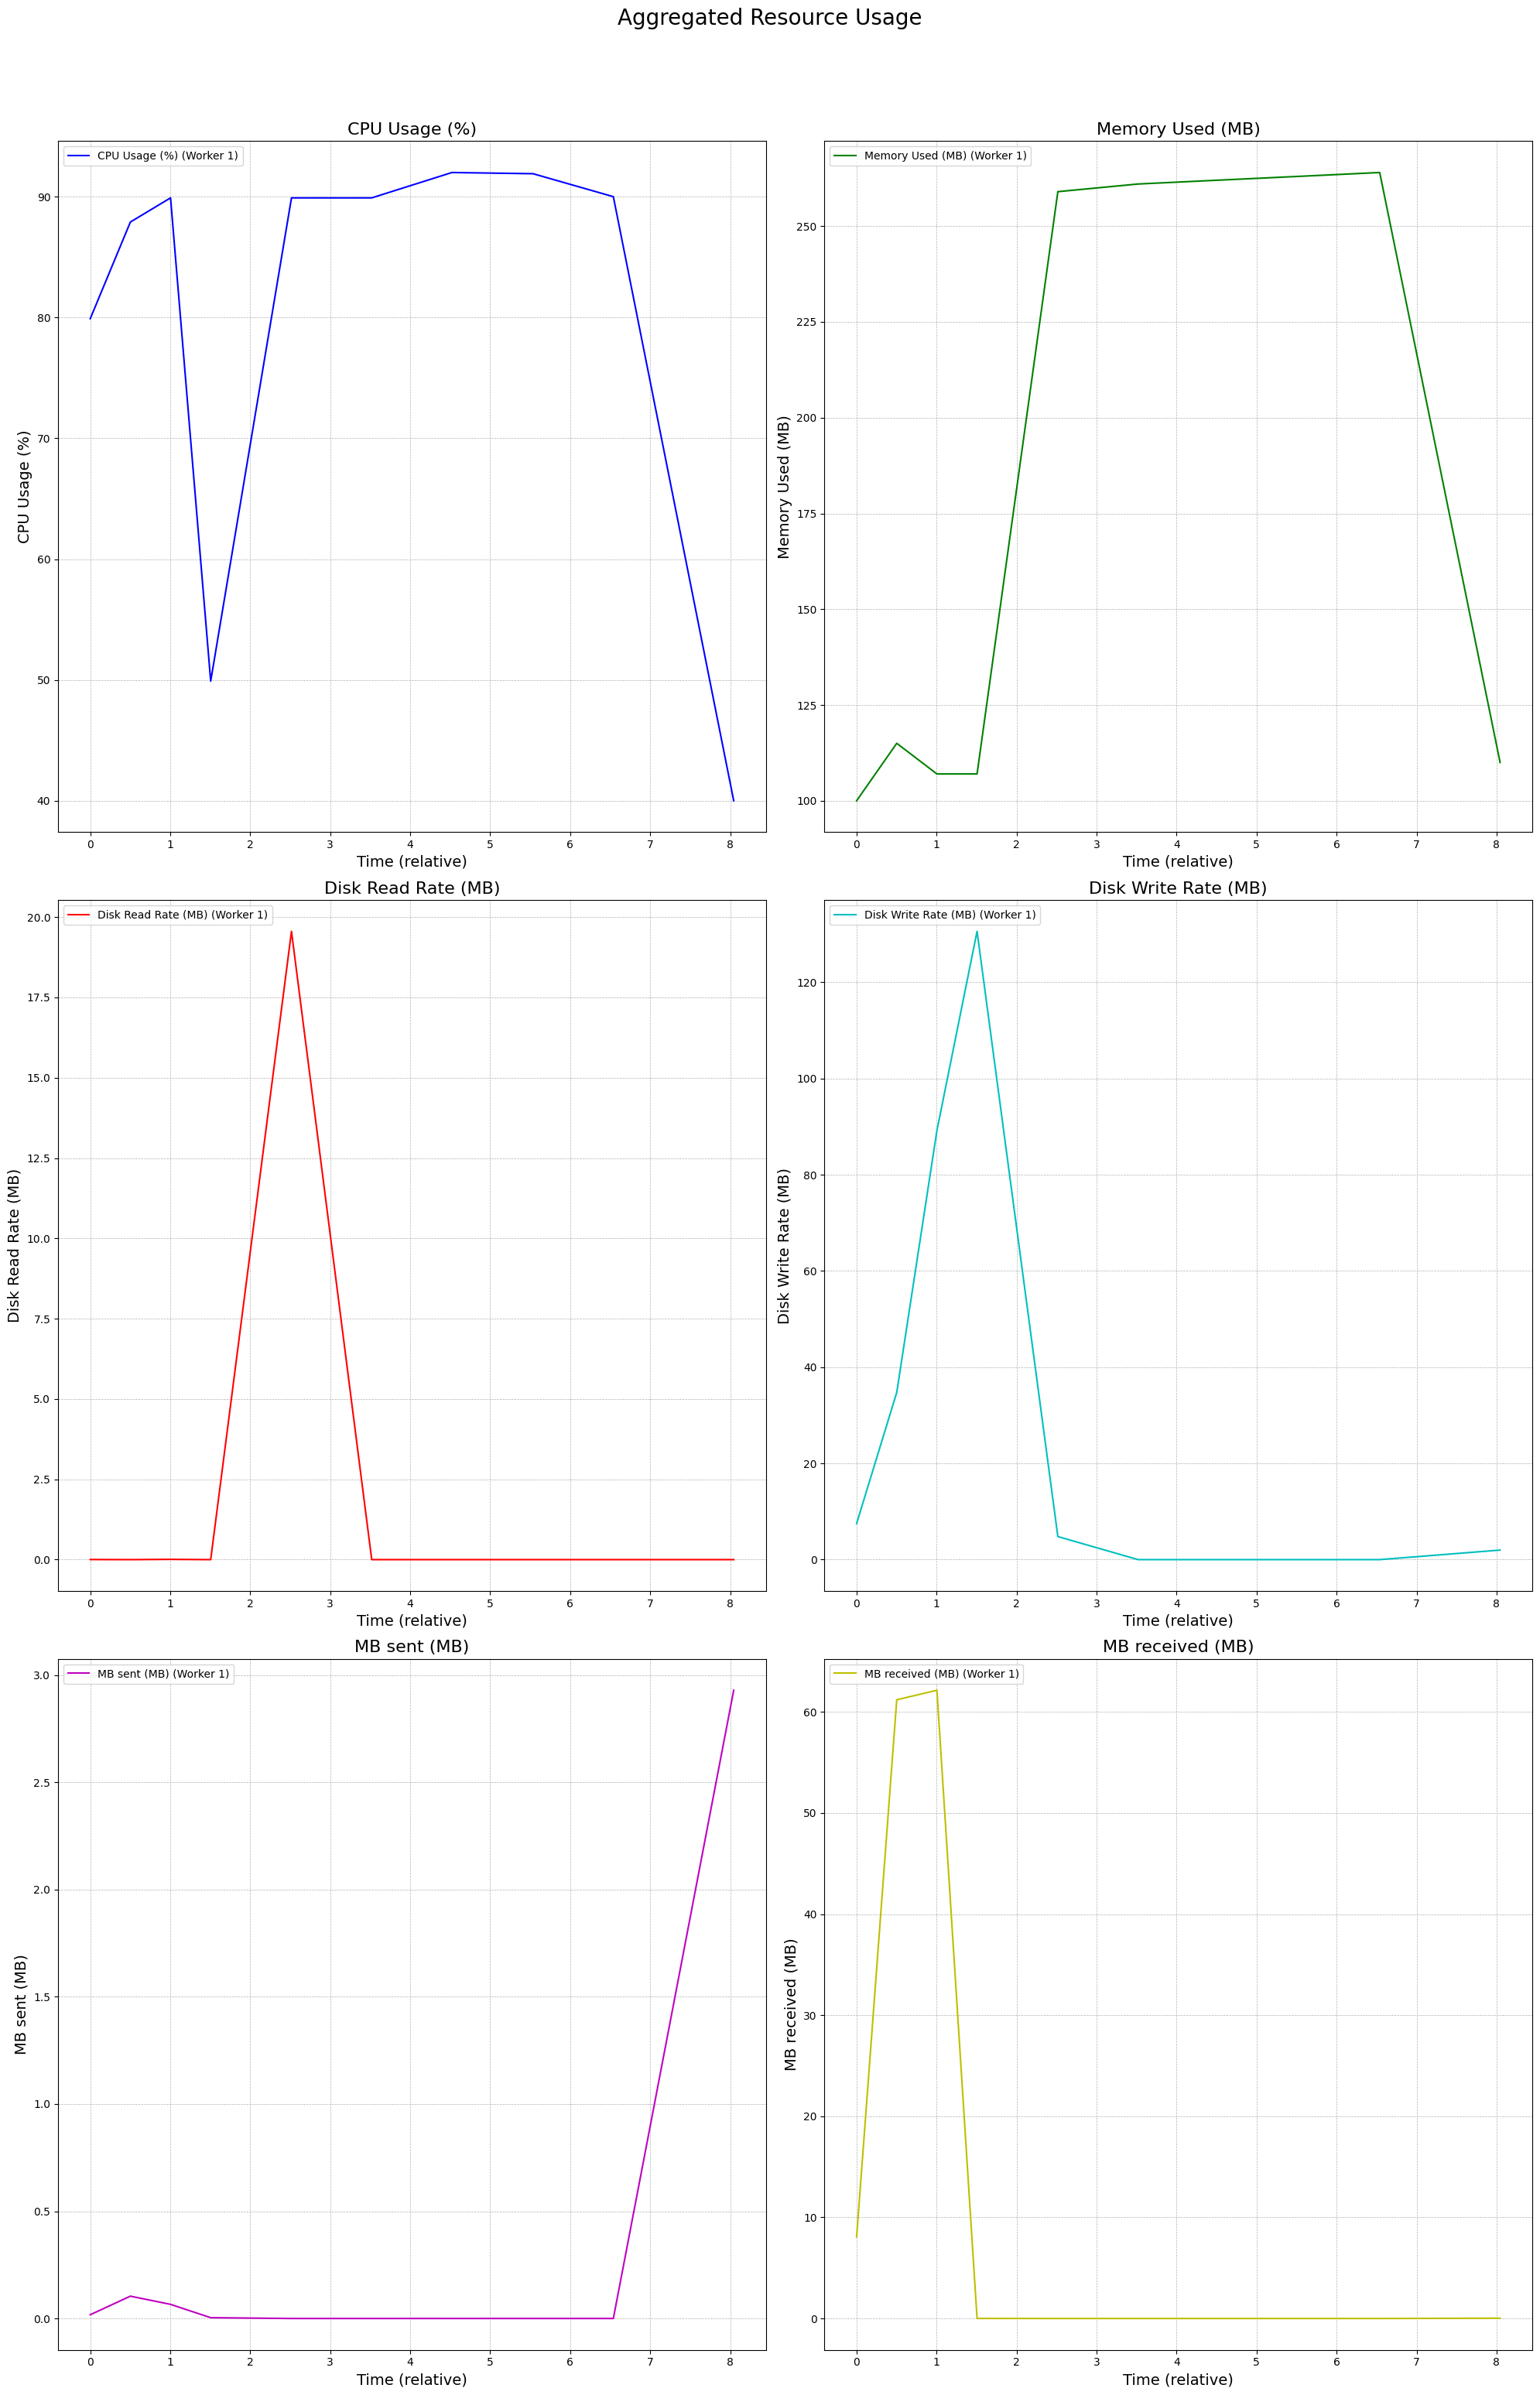 Aggregated Resource Usage
CPU Usage (%)
CPU Usage (%) (Worker 1)
90
80
70
60
50
40
CPU Usage (%)
0 1 2 3 4 5 6 7 8
Time (relative)
Memory Used (MB)
Memory Used (MB) (Worker 1)
250
225
200
175
150
125
100
Memory Used (MB)
0 1 2 3 4 5 6 7 8
Time (relative)
Disk Read Rate (MB)
Disk Read Rate (MB) (Worker 1)
20.0
17.5
15.0
12.5
10.0
7.5
5.0
2.5
0.0
Disk Read Rate (MB)
0 1 2 3 4 5 6 7 8
Time (relative)
Disk Write Rate (MB)
Disk Write Rate (MB) (Worker 1)
120
100
80
60
40
20
0
Disk Write Rate (MB)
0 1 2 3 4 5 6 7 8
Time (relative)
MB sent (MB)
MB sent (MB) (Worker 1)
3.0
2.5
2.0
1.5
1.0
0.5
0.0
MB sent (MB)
0 1 2 3 4 5 6 7 8
Time (relative)
MB received (MB)
MB received (MB) (Worker 1)
60
50
40
30
20
10
0
MB received (MB)
0 1 2 3 4 5 6 7 8
Time (relative)